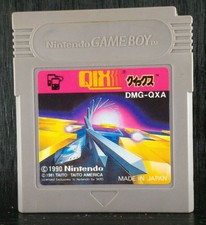 Nintendo GAME BOY
QIX
クイックス
DMG-QXA
© 1990 Nintendo
© 1981 TAITO TAITO AMERICA
MADE IN JAPAN